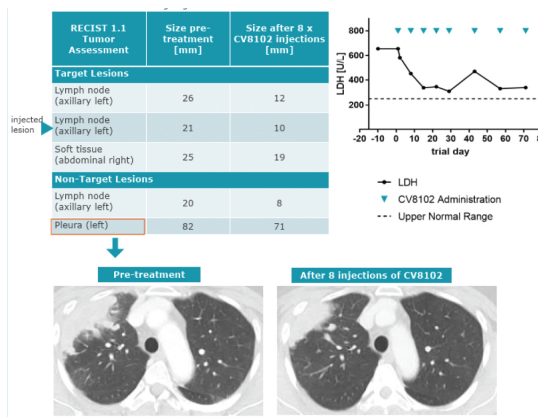 RECIST 1.1
Tumor
Assessment
Size pre-
treatment
[mm]
Size after 8 x
CV8102 injections
[mm]
Target Lesions
Lymph node
(axillary left)
26
12
injected
lesion
Lymph node
(axillary left)
21
10
Soft tissue
(abdominal right)
25
19
Non-Target Lesions
Lymph node
(axillary left)
20
8
Pleura (left)
82
71
LDH [U/L]
800
600
400
200
-20 -10 0 10 20 30 40 50 60 70
trial day
LDH
CV8102 Administration
Upper Normal Range
Pre-treatment
After 8 injections of CV8102